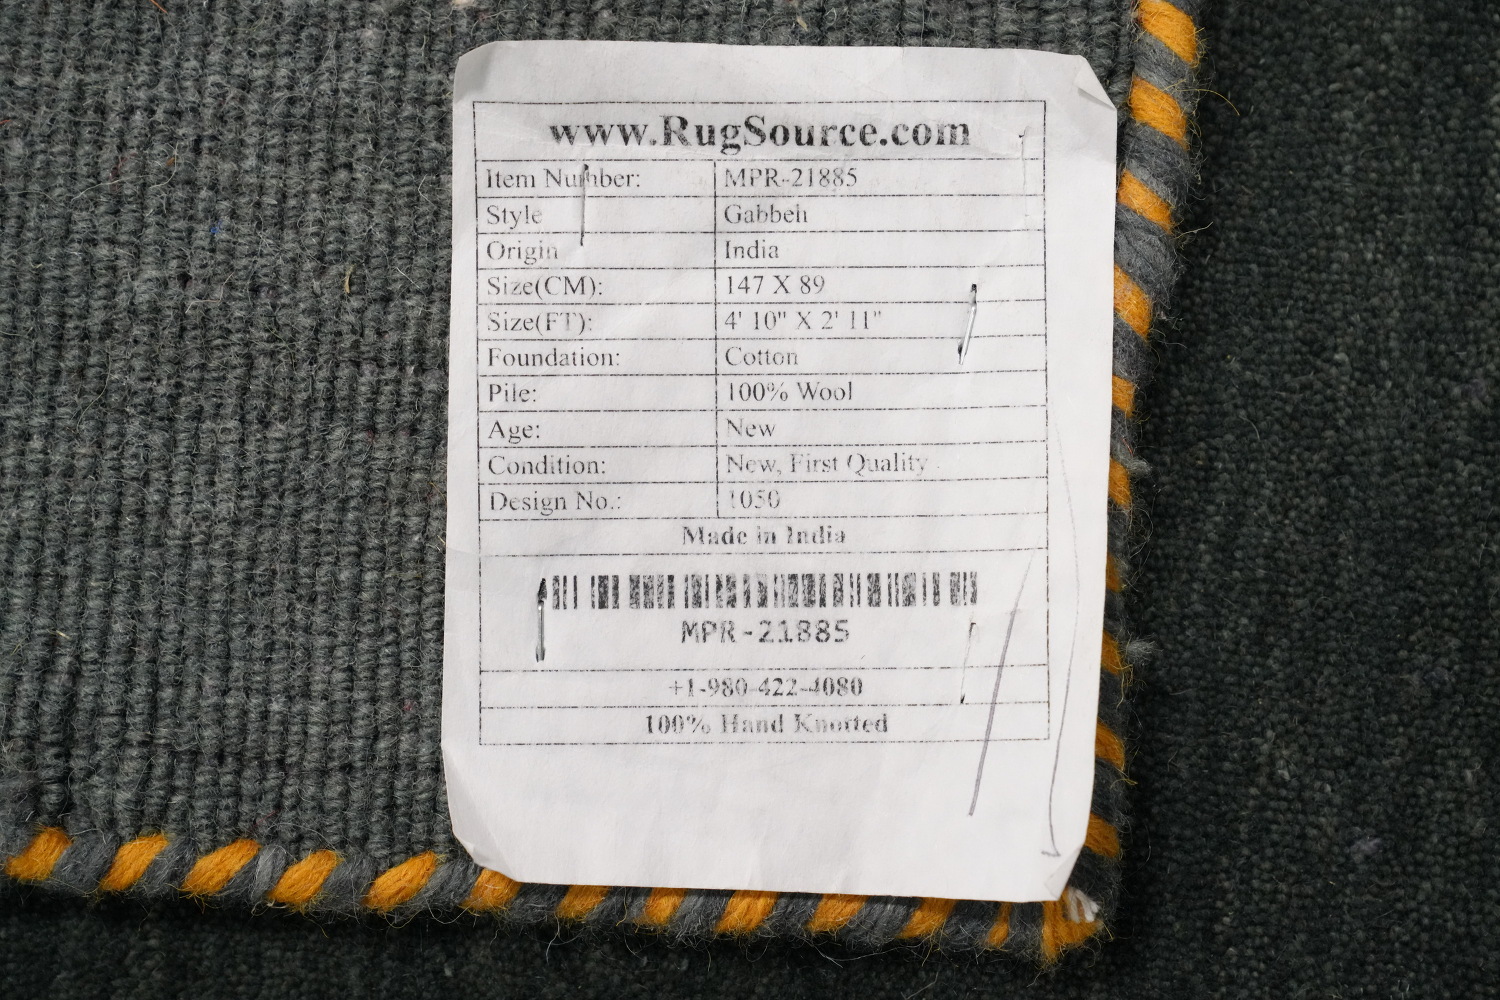 www.RugSource.com
Item Number: MPR-21885
Style Gabbeh
Origin India
Size(CM): 147 X 89
Size(FT): 4' 10" X 2' 11"
Foundation: Cotton
Pile: 100% Wool
Age: New
Condition: New, First Quality
Design No.: 1050
Made in India
MPR-21885
+1-980-422-4080
100% Hand Knotted